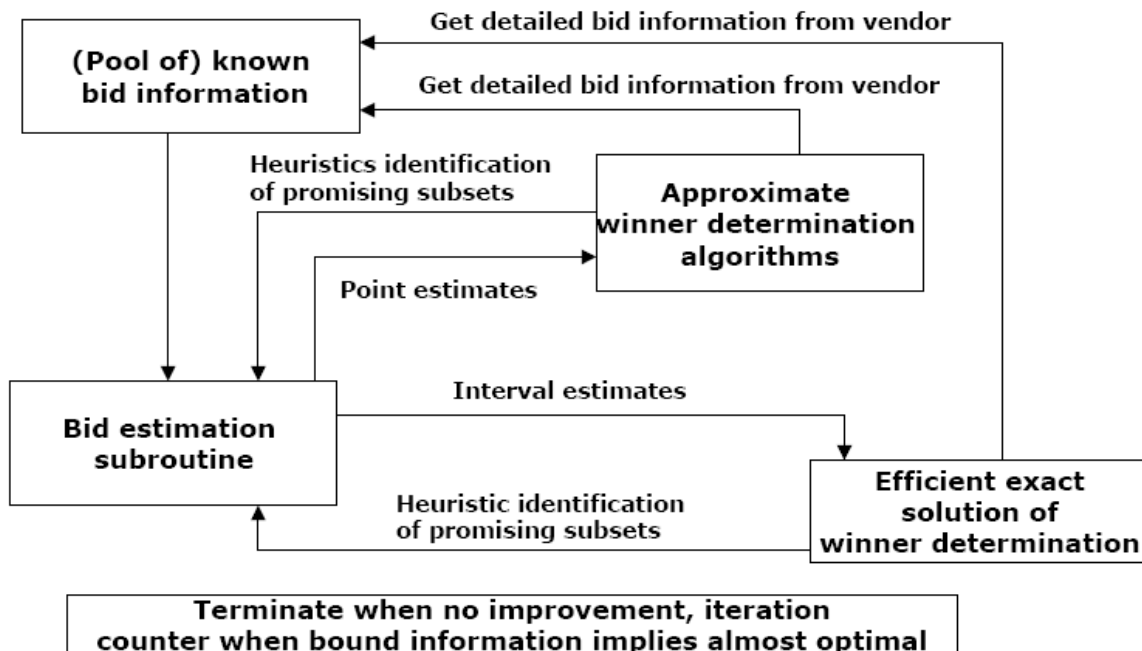 Get detailed bid information from vendor
(Pool of) known
bid information
Get detailed bid information from vendor
Heuristics identification
of promising subsets
Approximate
winner determination
algorithms
Point estimates
Interval estimates
Bid estimation
subroutine
Efficient exact
solution of
winner determination
Heuristic identification
of promising subsets
Terminate when no improvement, iteration
counter when bound information implies almost optimal